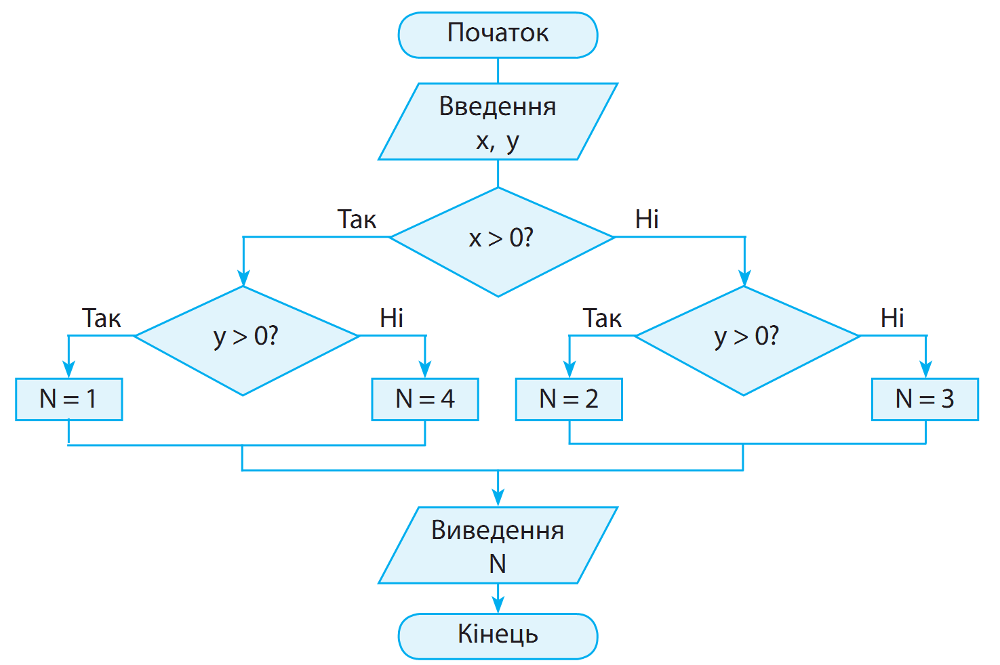 Початок
Введення
x, y
Так
Ні
x > 0?
Так
Ні
Так
Ні
y > 0?
y > 0?
N = 1
N = 4
N = 2
N = 3
Виведення
N
Кінець